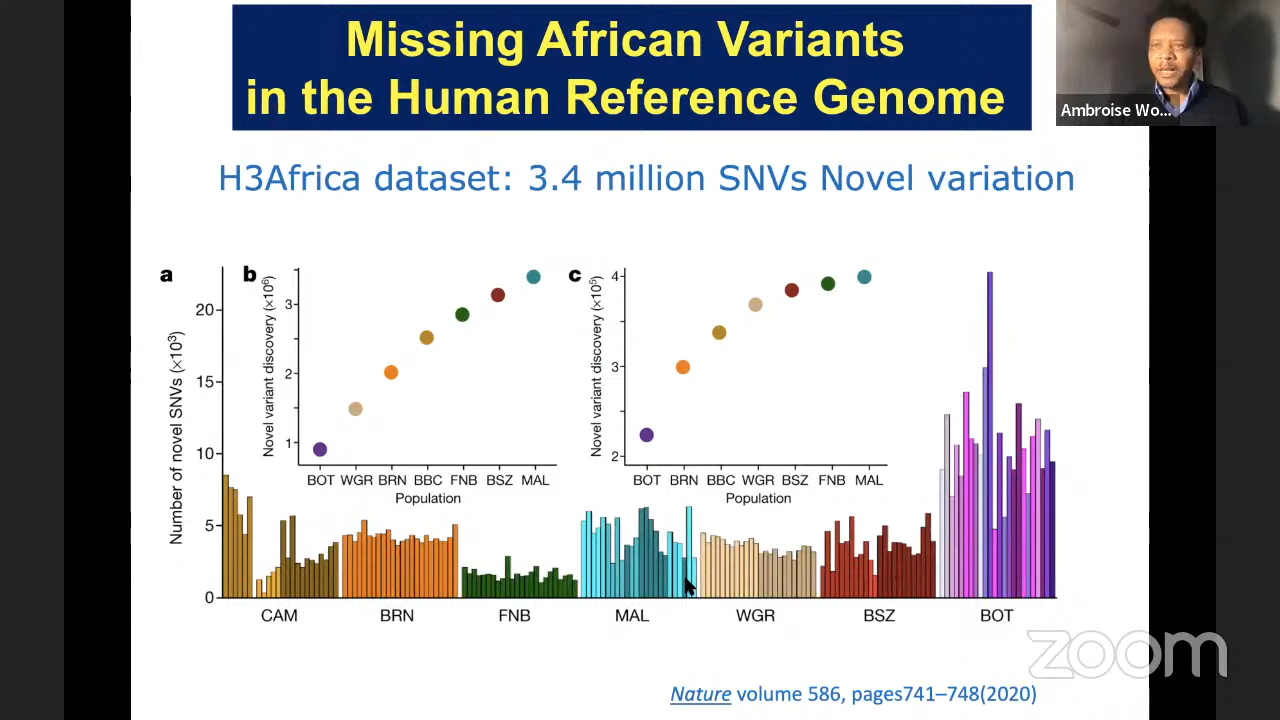 Missing African Variants
in the Human Reference Genome
Ambroise Wo...
H3Africa dataset: 3.4 million SNVs Novel variation
a
Number of novel SNVs (×10³)
20
15
10
5
0
CAM BRN FNB MAL WGR BSZ BOT
b
Novel variant discovery (×10⁶)
3
2
1
BOT WGR BRN BBC FNB BSZ MAL
Population
c
Novel variant discovery (×10⁵)
4
3
2
BOT BRN BBC WGR BSZ FNB MAL
Population
zoom
Nature volume 586, pages741–748(2020)